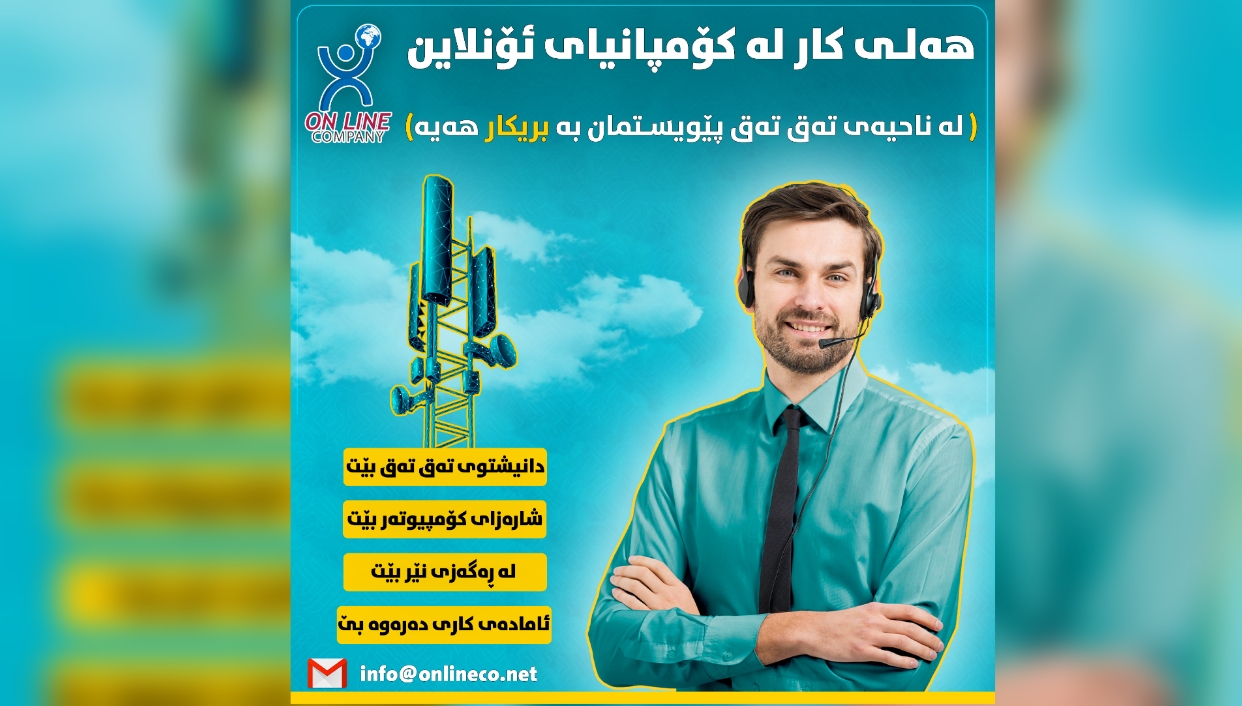 هەلی کار لە کۆمپانیای ئۆنلاین
ON LINE
COMPANY
( لە ناحیەی تەق تەق پێویستمان بە بریکار هەیە)
دانیشتوی تەق تەق بێت
شارەزای کۆمپیوتەر بێت
لە ڕەگەزی نێر بێت
ئامادەی کاری دەرەوە بێ
info@onlineco.net